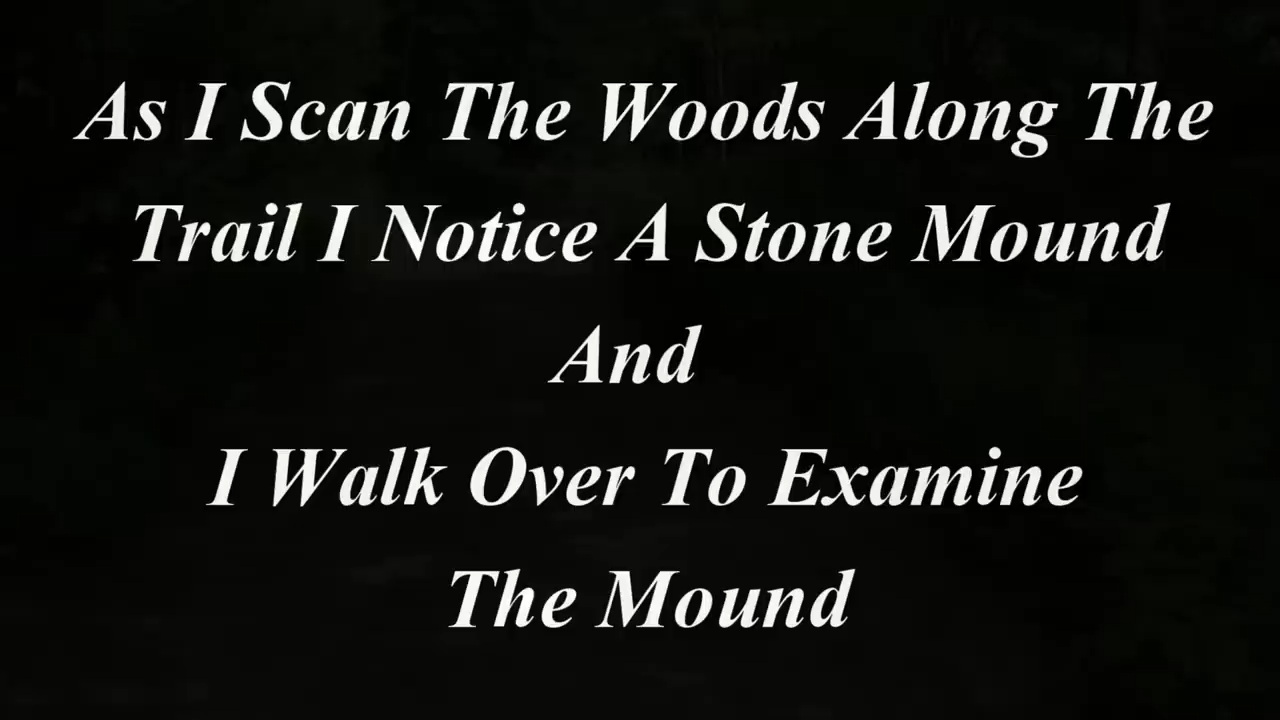 As I Scan The Woods Along The
Trail I Notice A Stone Mound
And
I Walk Over To Examine
The Mound